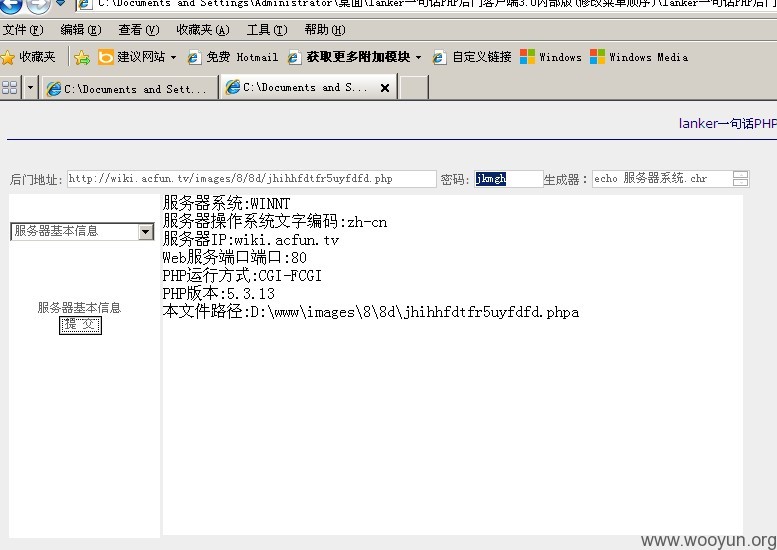 C:\Documents and Settings\Administrator\桌面\lanker一句话PHP后门客户端3.0内部版(修改菜单顺序)\lanker一句话PHP后门
文件(F) 编辑(E) 查看(V) 收藏夹(A) 工具(T) 帮助(H)
收藏夹 建议网站 免费 Hotmail 获取更多附加模块 自定义链接 Windows Windows Media
C:\Documents and Sett... C:\Documents and S...
lanker一句话PHP
后门地址: http://wiki.acfun.tv/images/8/8d/jhihhfdtfr5uyfdfd.php 密码: jkmgh 生成器: echo 服务器系统.chr
服务器基本信息
服务器基本信息
提 交
服务器系统:WINNT
服务器操作系统文字编码:zh-cn
服务器IP:wiki.acfun.tv
Web服务端口端口:80
PHP运行方式:CGI-FCGI
PHP版本:5.3.13
本文件路径:D:\www\images\8\8d\jhihhfdtfr5uyfdfd.phpa
www.wooyun.org